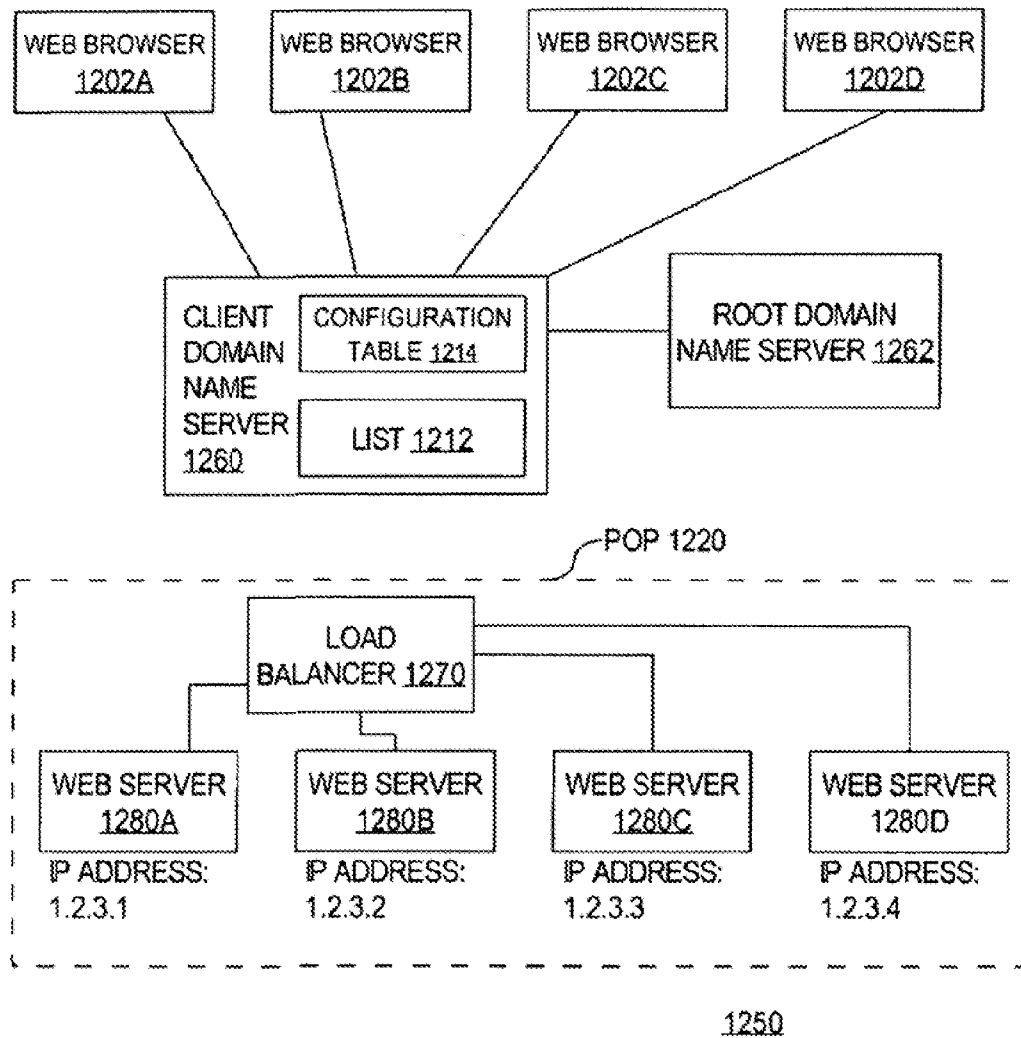 WEB BROWSER
1202A
WEB BROWSER
1202B
WEB BROWSER
1202C
WEB BROWSER
1202D
CLIENT
DOMAIN
NAME
SERVER
1260
CONFIGURATION
TABLE 1214
LIST 1212
ROOT DOMAIN
NAME SERVER 1262
POP 1220
LOAD
BALANCER 1270
WEB SERVER
1280A
IP ADDRESS:
1.2.3.1
WEB SERVER
1280B
IP ADDRESS:
1.2.3.2
WEB SERVER
1280C
IP ADDRESS:
1.2.3.3
WEB SERVER
1280D
IP ADDRESS:
1.2.3.4
1250